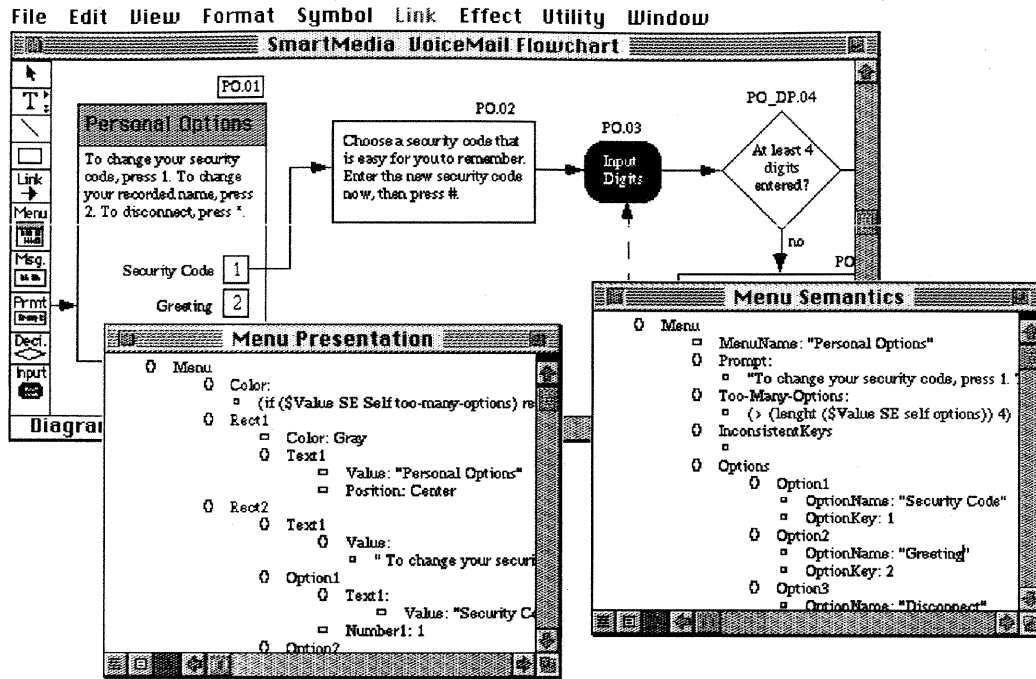 File Edit View Format Symbol Link Effect Utility Window
SmartMedia VoiceMail Flowchart
T
Link
Menu
Msg.
Prmt
Deci.
Input
PO.01
Personal Options
To change your security
code, press 1. To change
your recorded name, press
2. To disconnect, press *.
Security Code 1
Greeting 2
PO.02
Choose a security code that
is easy for you to remember.
Enter the new security code
now, then press #.
PO.03
Input
Digits
PO_DP.04
At least 4
digits
entered?
no
PO
Diagra
Menu Presentation
Menu
Color:
(if ($Value SE Self too-many-options) re
Rect1
Color: Gray
Text1
Value: "Personal Options"
Position: Center
Rect2
Text1
Value:
" To change your securi
Option1
Text1:
Value: "Security Co
Number1: 1
Option2
Menu Semantics
Menu
MenuName: "Personal Options"
Prompt:
"To change your security code, press 1.
Too-Many-Options:
(> (lenght ($Value SE self options)) 4)
InconsistentKeys
Options
Option1
OptionName: "Security Code"
OptionKey: 1
Option2
OptionName: "Greeting"
OptionKey: 2
Option3
OptionName: "Disconnect"